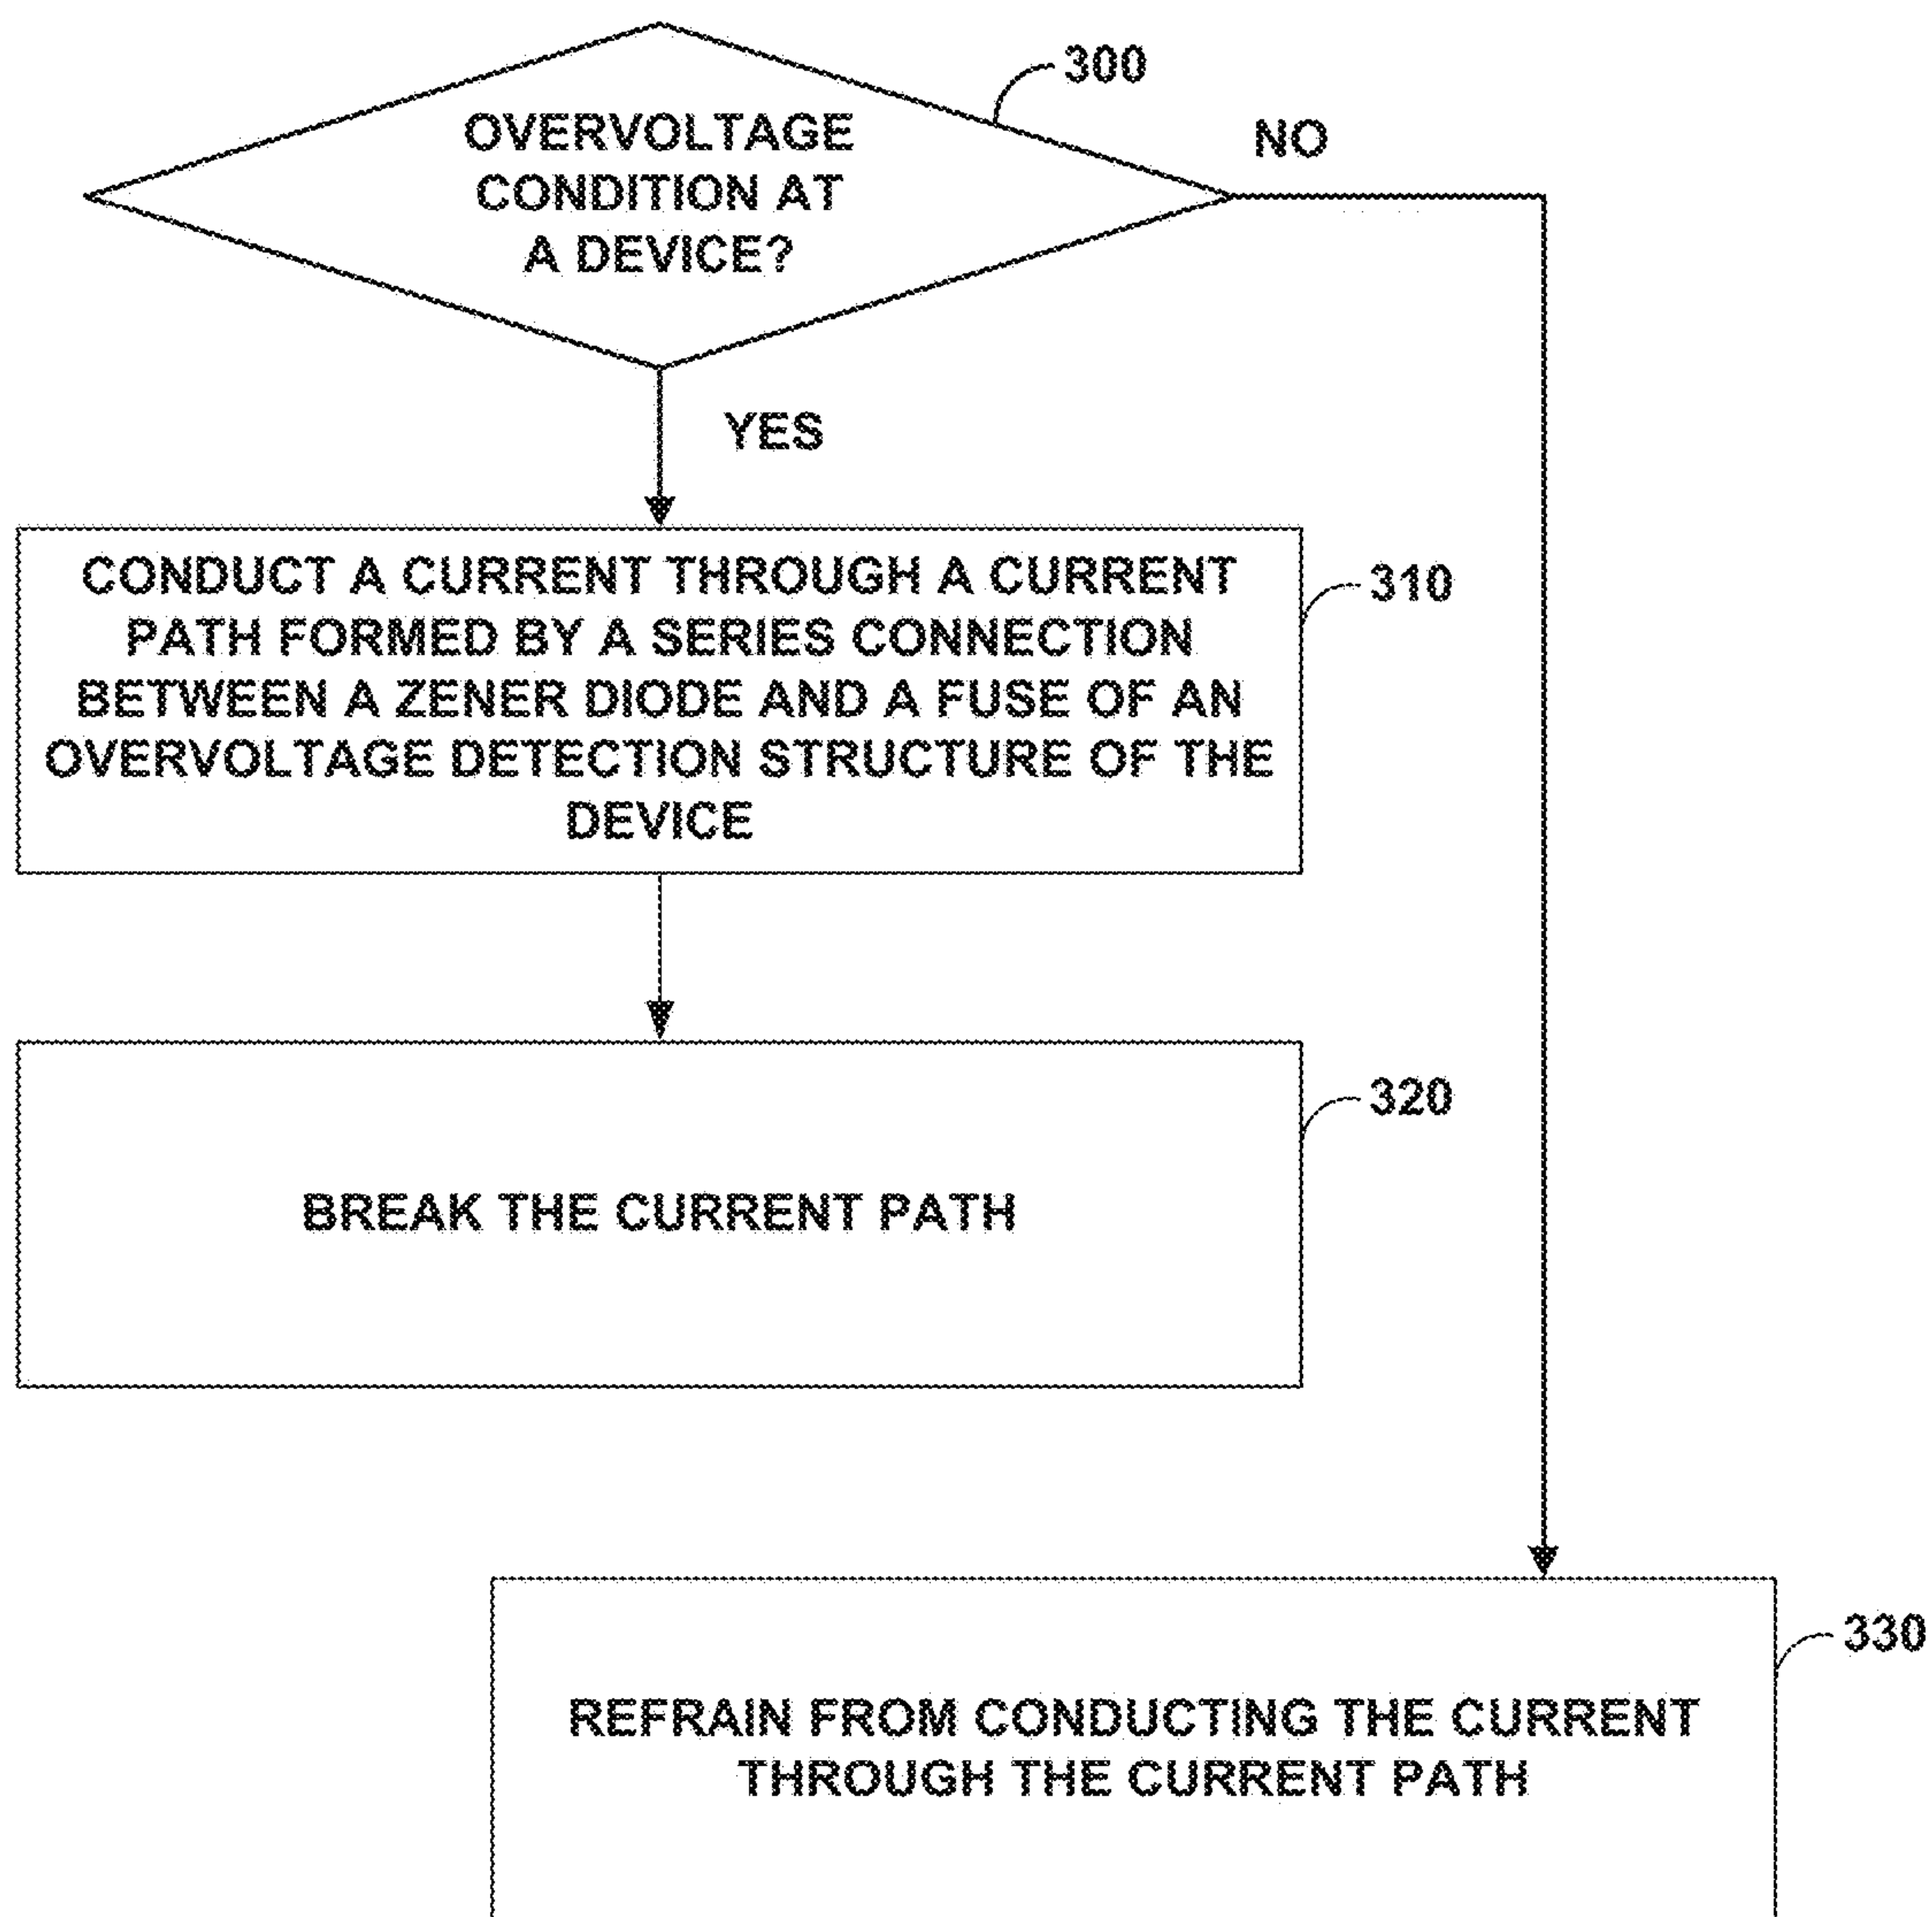 300
OVERVOLTAGE
CONDITION AT
A DEVICE?
NO
YES
CONDUCT A CURRENT THROUGH A CURRENT
PATH FORMED BY A SERIES CONNECTION
BETWEEN A ZENER DIODE AND A FUSE OF AN
OVERVOLTAGE DETECTION STRUCTURE OF THE
DEVICE
310
320
BREAK THE CURRENT PATH
330
REFRAIN FROM CONDUCTING THE CURRENT
THROUGH THE CURRENT PATH